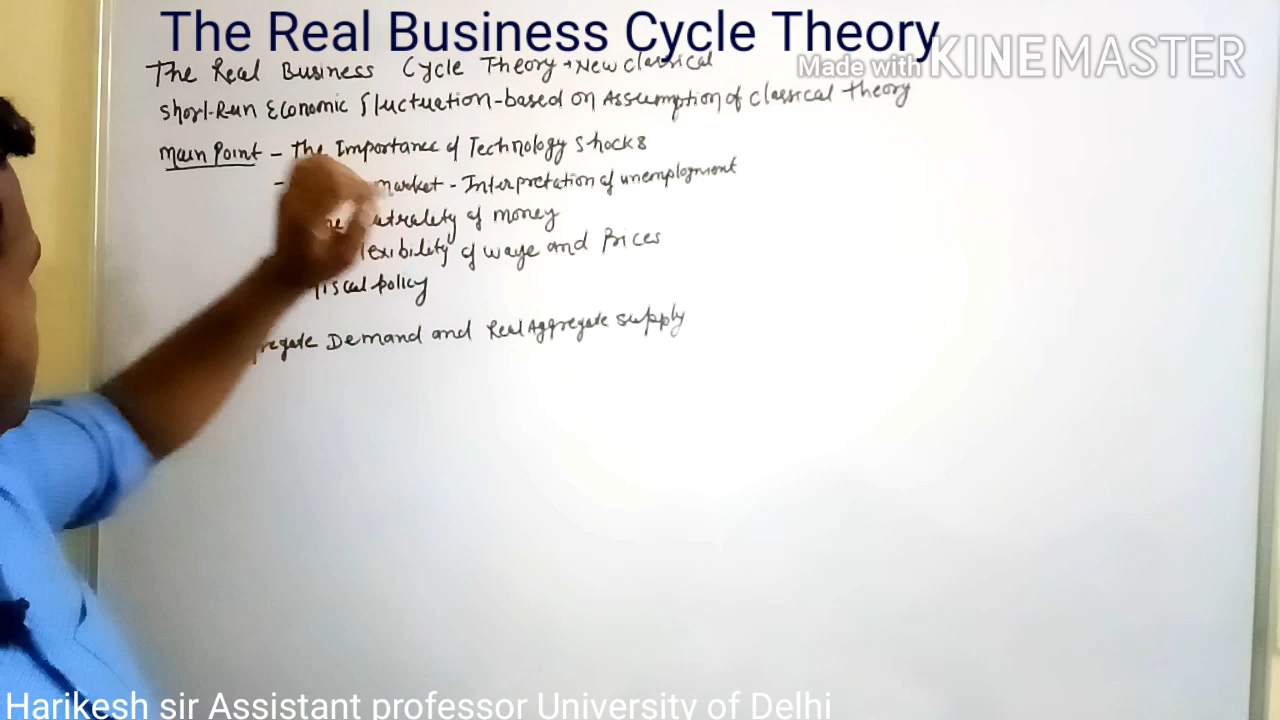 The Real Business Cycle Theory
Made with KINEMASTER
The Real Business Cycle Theory → New Classical
Short-Run Economic fluctuation-based on Assumption of classical theory
Main Point - The Importance of Technology Shocks
- market - Interpretation of unemployment
of money
of wage and Prices
policy
Demand and Real Aggregate supply
Harikesh sir Assistant professor University of Delhi